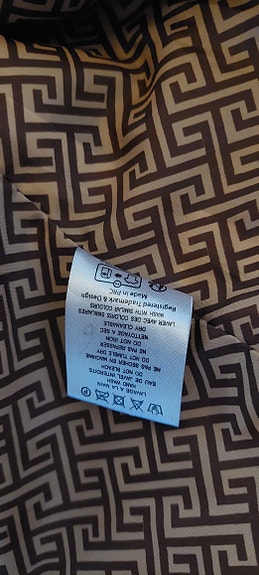 LAVAGE A LA MAIN
HAND WASH
EAU DE JAVEL INTERDITE
DO NOT BLEACH
NE PAS SECHER EN MACHINE
DO NOT TUMBLE DRY
NE PAS REPASSER
DO NOT IRON
NETTOYAGE A SEC
DRY CLEANABLE
LAVER AVEC DES COLORIS SIMILAIRES
WASH WITH SIMILAR COLOURS
Registered Trademark & Design
Made in PRC